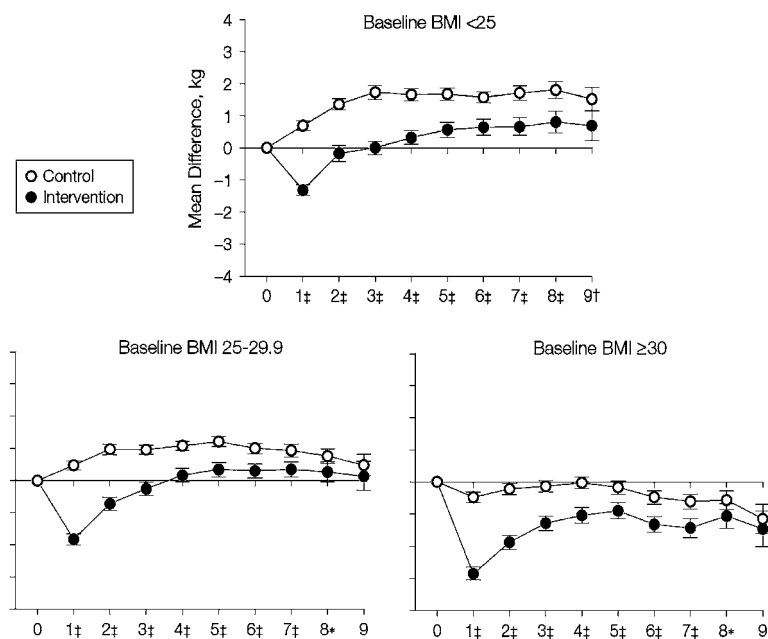 Baseline BMI <25
4
3
2
1
0
−1
−2
−3
−4
Mean Difference, kg
Control
Intervention
0 1‡ 2‡ 3‡ 4‡ 5‡ 6‡ 7‡ 8‡ 9†
Baseline BMI 25-29.9
0 1‡ 2‡ 3‡ 4‡ 5‡ 6‡ 7‡ 8* 9
Baseline BMI ≥30
0 1‡ 2‡ 3‡ 4‡ 5‡ 6‡ 7‡ 8* 9